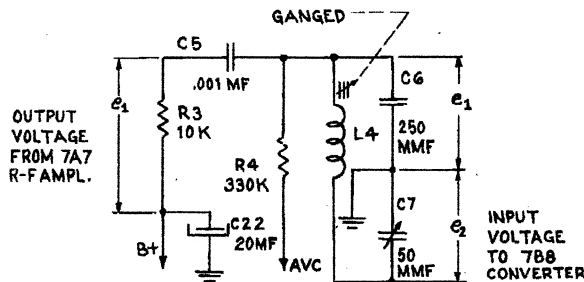 GANGED
C5
.001 MF
C6
250
MMF
e1
e1
R3
10K
OUTPUT
VOLTAGE
FROM 7A7
R-F AMPL.
L4
R4
330K
C7
50
MMF
e2
C22
20MF
B+
AVC
INPUT
VOLTAGE
TO 7B8
CONVERTER